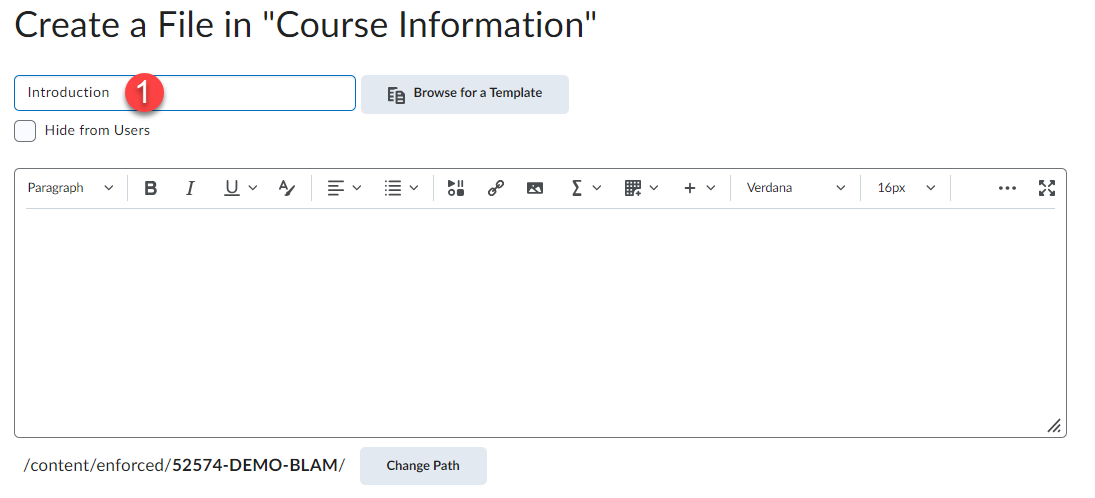 Create a File in "Course Information"
Introduction 1 Browse for a Template
Hide from Users
Paragraph B I U A Σ + Verdana 16px ...
/content/enforced/52574-DEMO-BLAM/ Change Path